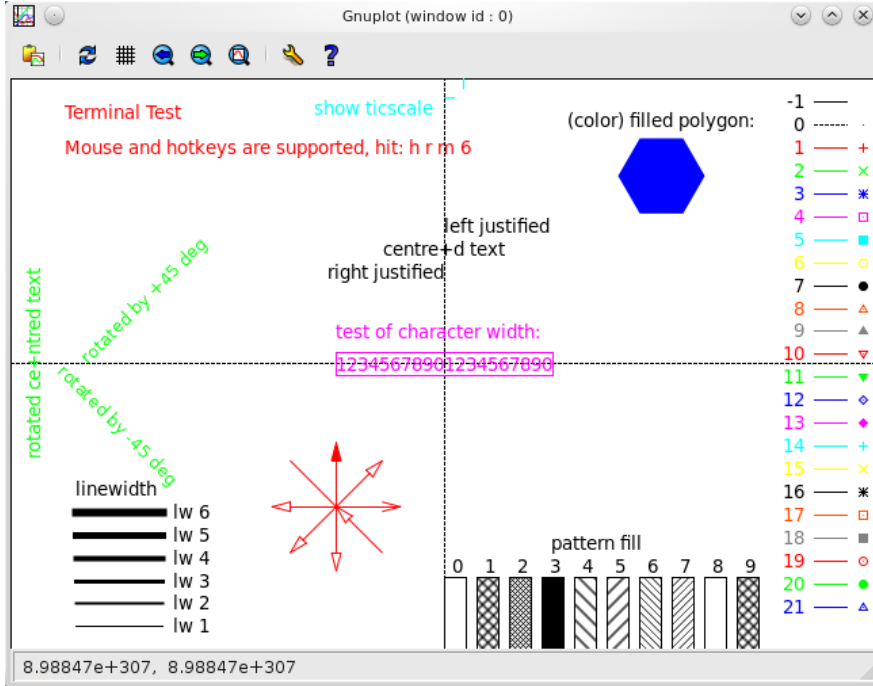 Gnuplot (window id : 0)
Terminal Test
show ticscale
Mouse and hotkeys are supported, hit: h r m 6
(color) filled polygon:
left justified
centre+d text
right justified
rotated by +45 deg
rotated ce+ntred text
rotated by -45 deg
test of character width:
12345678901234567890
linewidth
lw 6
lw 5
lw 4
lw 3
lw 2
lw 1
pattern fill
0 1 2 3 4 5 6 7 8 9
-1
0
1
2
3
4
5
6
7
8
9
10
11
12
13
14
15
16
17
18
19
20
21
8.98847e+307, 8.98847e+307